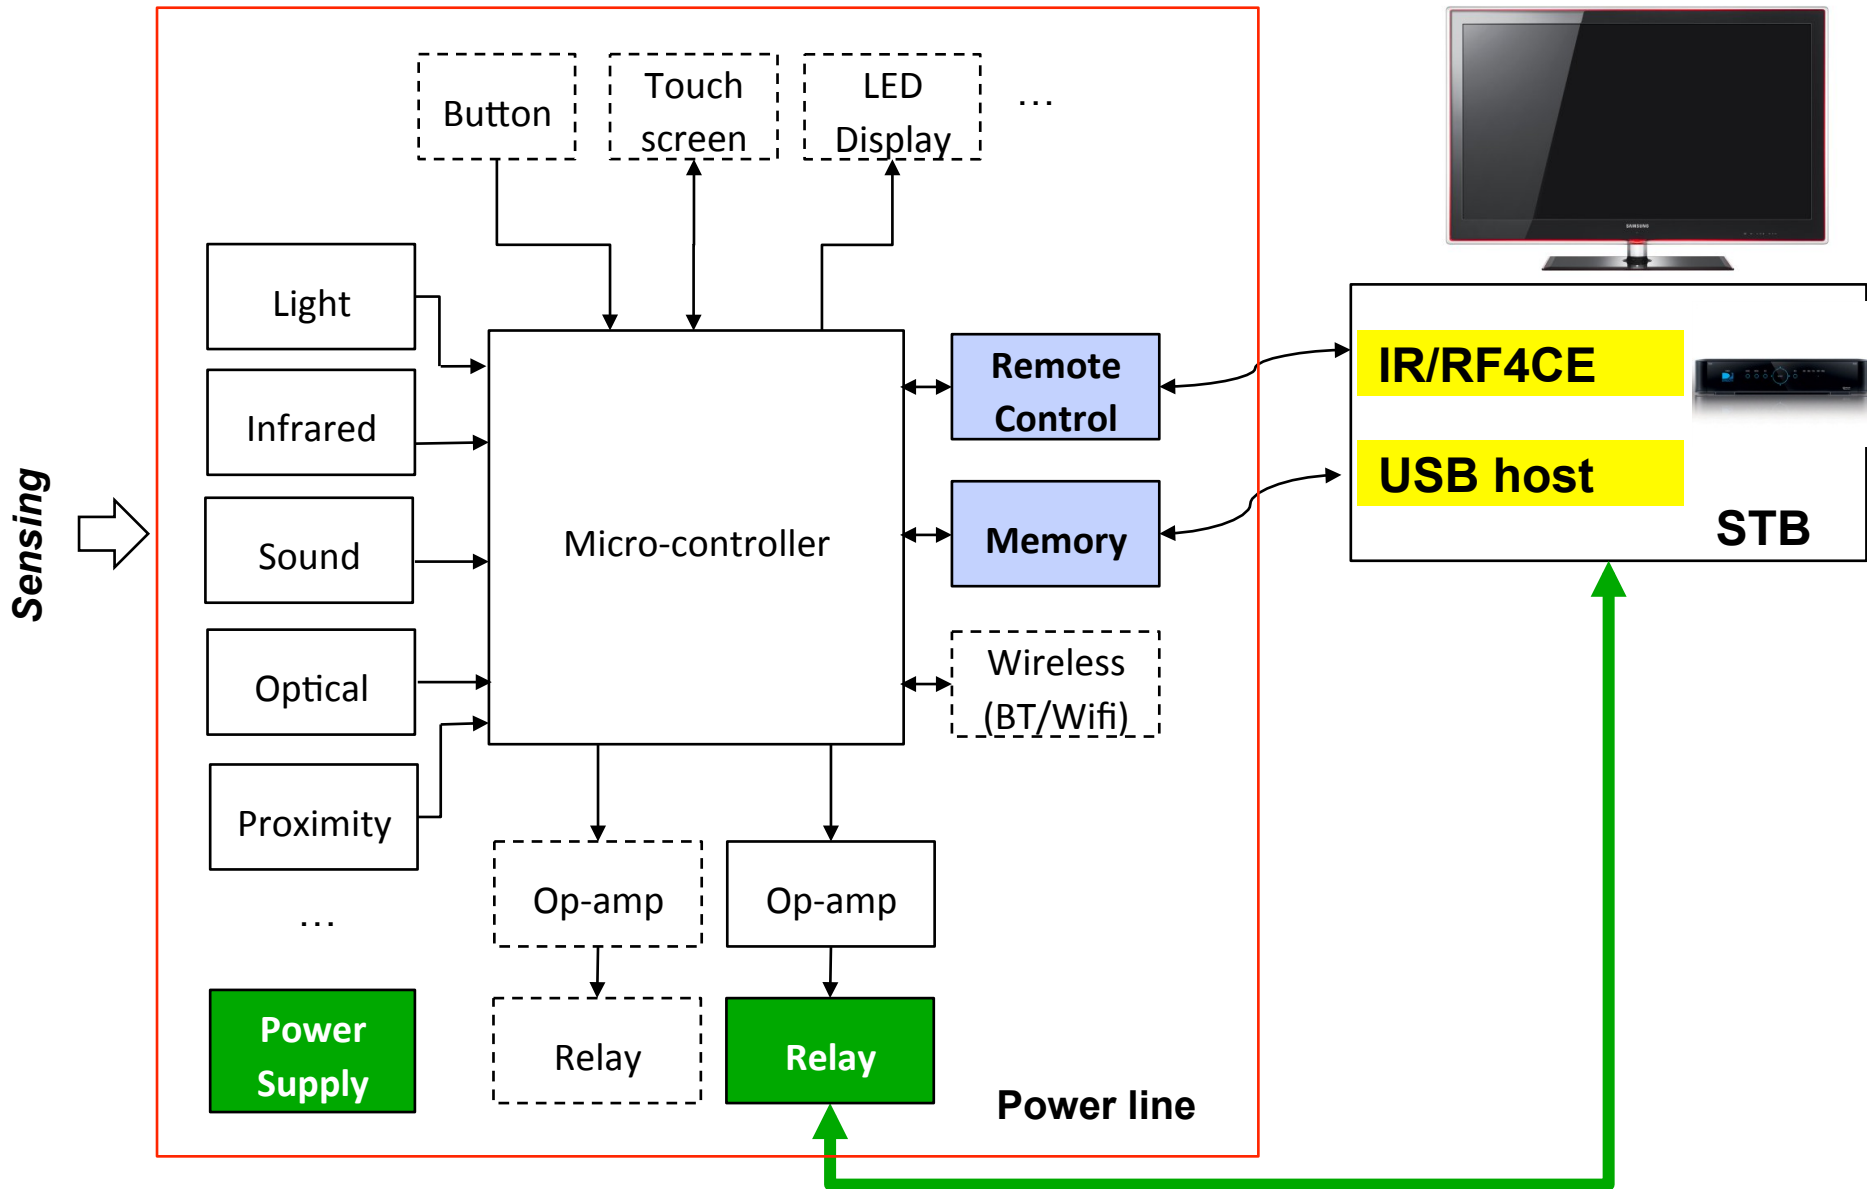 Button
Touch
screen
LED
Display
...
SAMSUNG
Light
Infrared
Sound
Optical
Proximity
...
Sensing
Micro-controller
Remote
Control
Memory
Wireless
(BT/Wifi)
IR/RF4CE
USB host
STB
Op-amp
Op-amp
Power
Supply
Relay
Relay
Power line